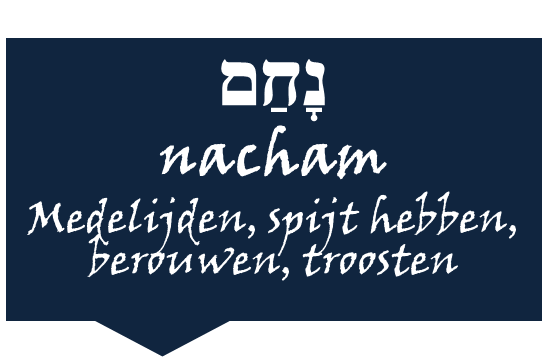 נָחַם
nacham
Medelijden, spijt hebben,
berouwen, troosten